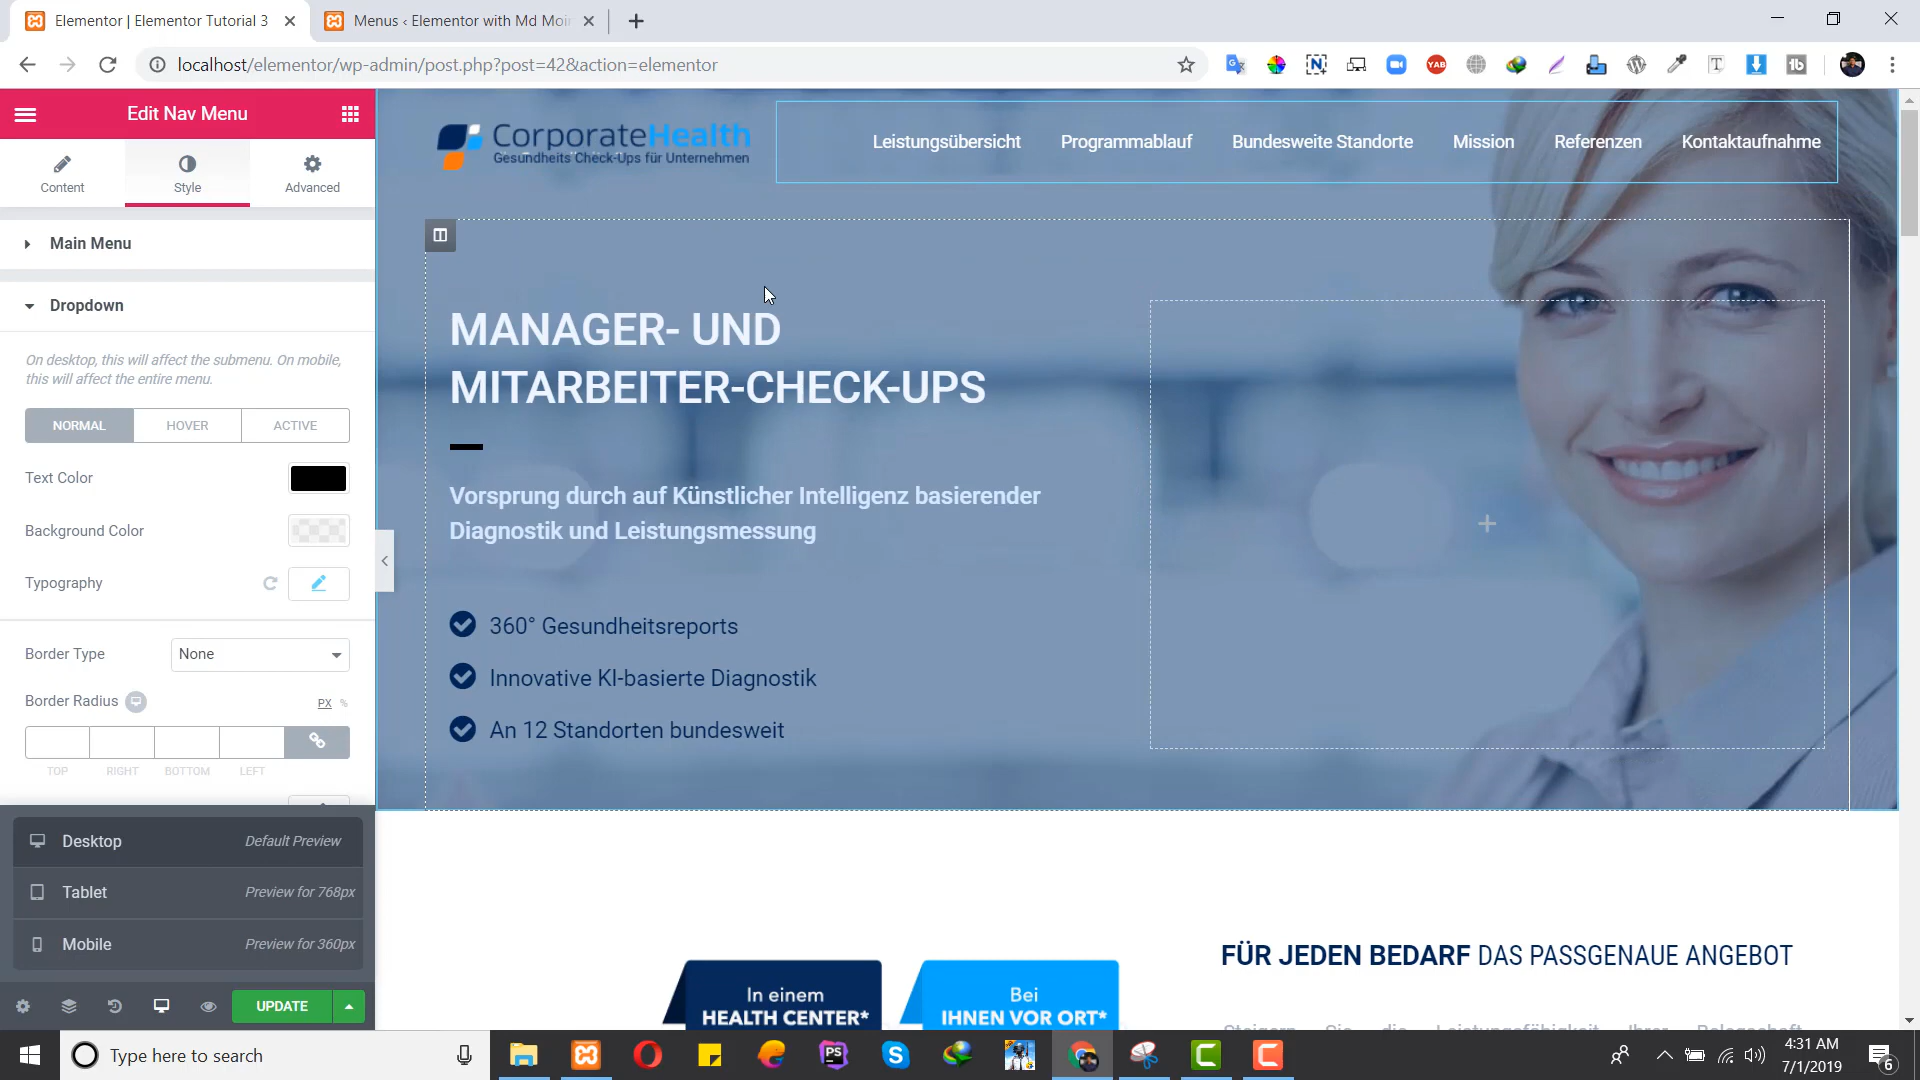 Elementor | Elementor Tutorial 3
Menus ‹ Elementor with Md Moi
localhost/elementor/wp-admin/post.php?post=42&action=elementor
Edit Nav Menu
Content
Style
Advanced
Main Menu
Dropdown
On desktop, this will affect the submenu. On mobile,
this will affect the entire menu.
NORMAL
HOVER
ACTIVE
Text Color
Background Color
Typography
Border Type
None
Border Radius
PX
%
TOP
RIGHT
BOTTOM
LEFT
Desktop
Default Preview
Tablet
Preview for 768px
Mobile
Preview for 360px
UPDATE
CorporateHealth
Gesundheits Check-Ups für Unternehmen
Leistungsübersicht
Programmablauf
Bundesweite Standorte
Mission
Referenzen
Kontaktaufnahme
MANAGER- UND
MITARBEITER-CHECK-UPS
Vorsprung durch auf Künstlicher Intelligenz basierender
Diagnostik und Leistungsmessung
360° Gesundheitsreports
Innovative KI-basierte Diagnostik
An 12 Standorten bundesweit
In einem
HEALTH CENTER*
Bei
IHNEN VOR ORT*
FÜR JEDEN BEDARF DAS PASSGENAUE ANGEBOT
Steigern Sie die Leistungsfähigkeit Ihrer Belegschaft
Type here to search
4:31 AM
7/1/2019
6